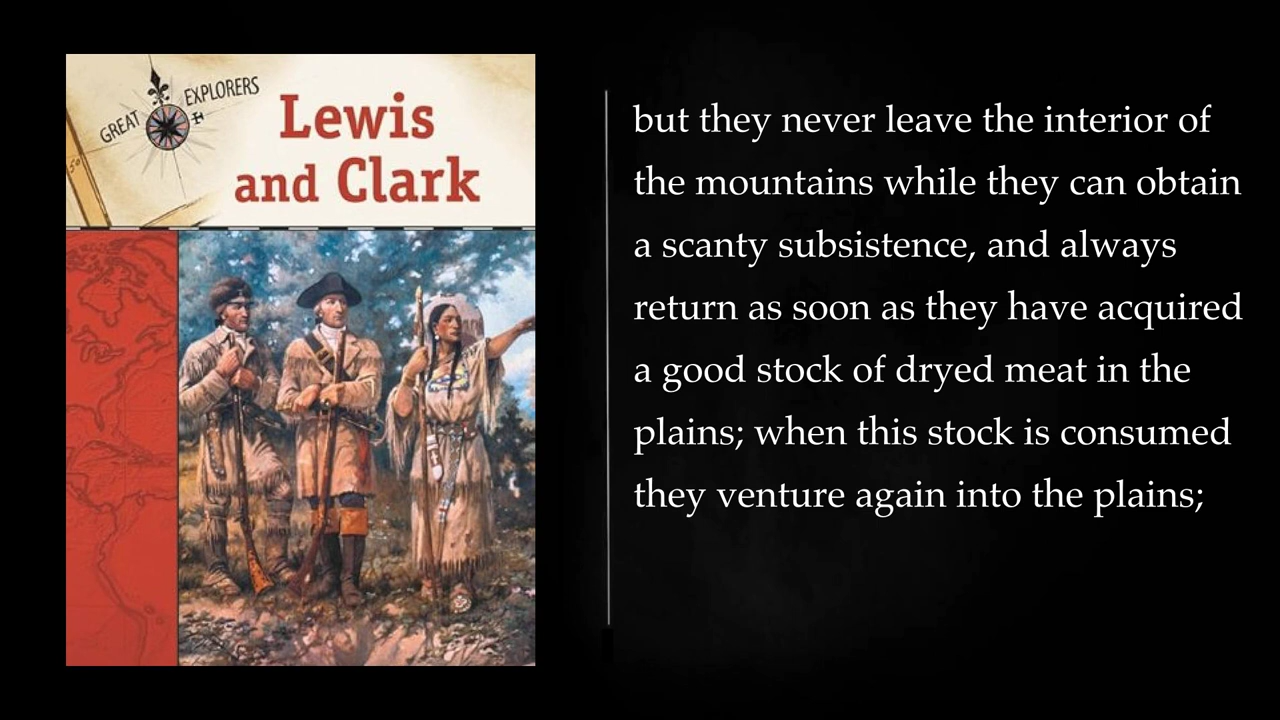 GREAT EXPLORERS
Lewis
and Clark
50
but they never leave the interior of
the mountains while they can obtain
a scanty subsistence, and always
return as soon as they have acquired
a good stock of dryed meat in the
plains; when this stock is consumed
they venture again into the plains;